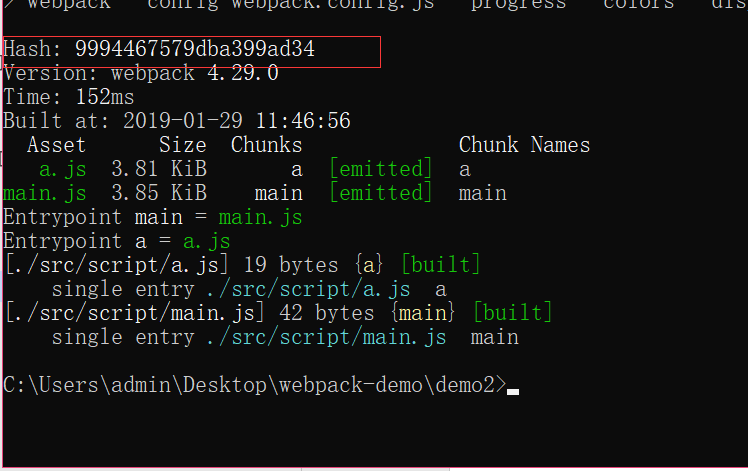 > webpack --config webpack.config.js --progress --colors --dis
Hash: 9994467579dba399ad34
Version: webpack 4.29.0
Time: 152ms
Built at: 2019-01-29 11:46:56
Asset Size Chunks Chunk Names
a.js 3.81 KiB a [emitted] a
main.js 3.85 KiB main [emitted] main
Entrypoint main = main.js
Entrypoint a = a.js
[./src/script/a.js] 19 bytes {a} [built]
single entry ./src/script/a.js a
[./src/script/main.js] 42 bytes {main} [built]
single entry ./src/script/main.js main
C:\Users\admin\Desktop\webpack-demo\demo2>